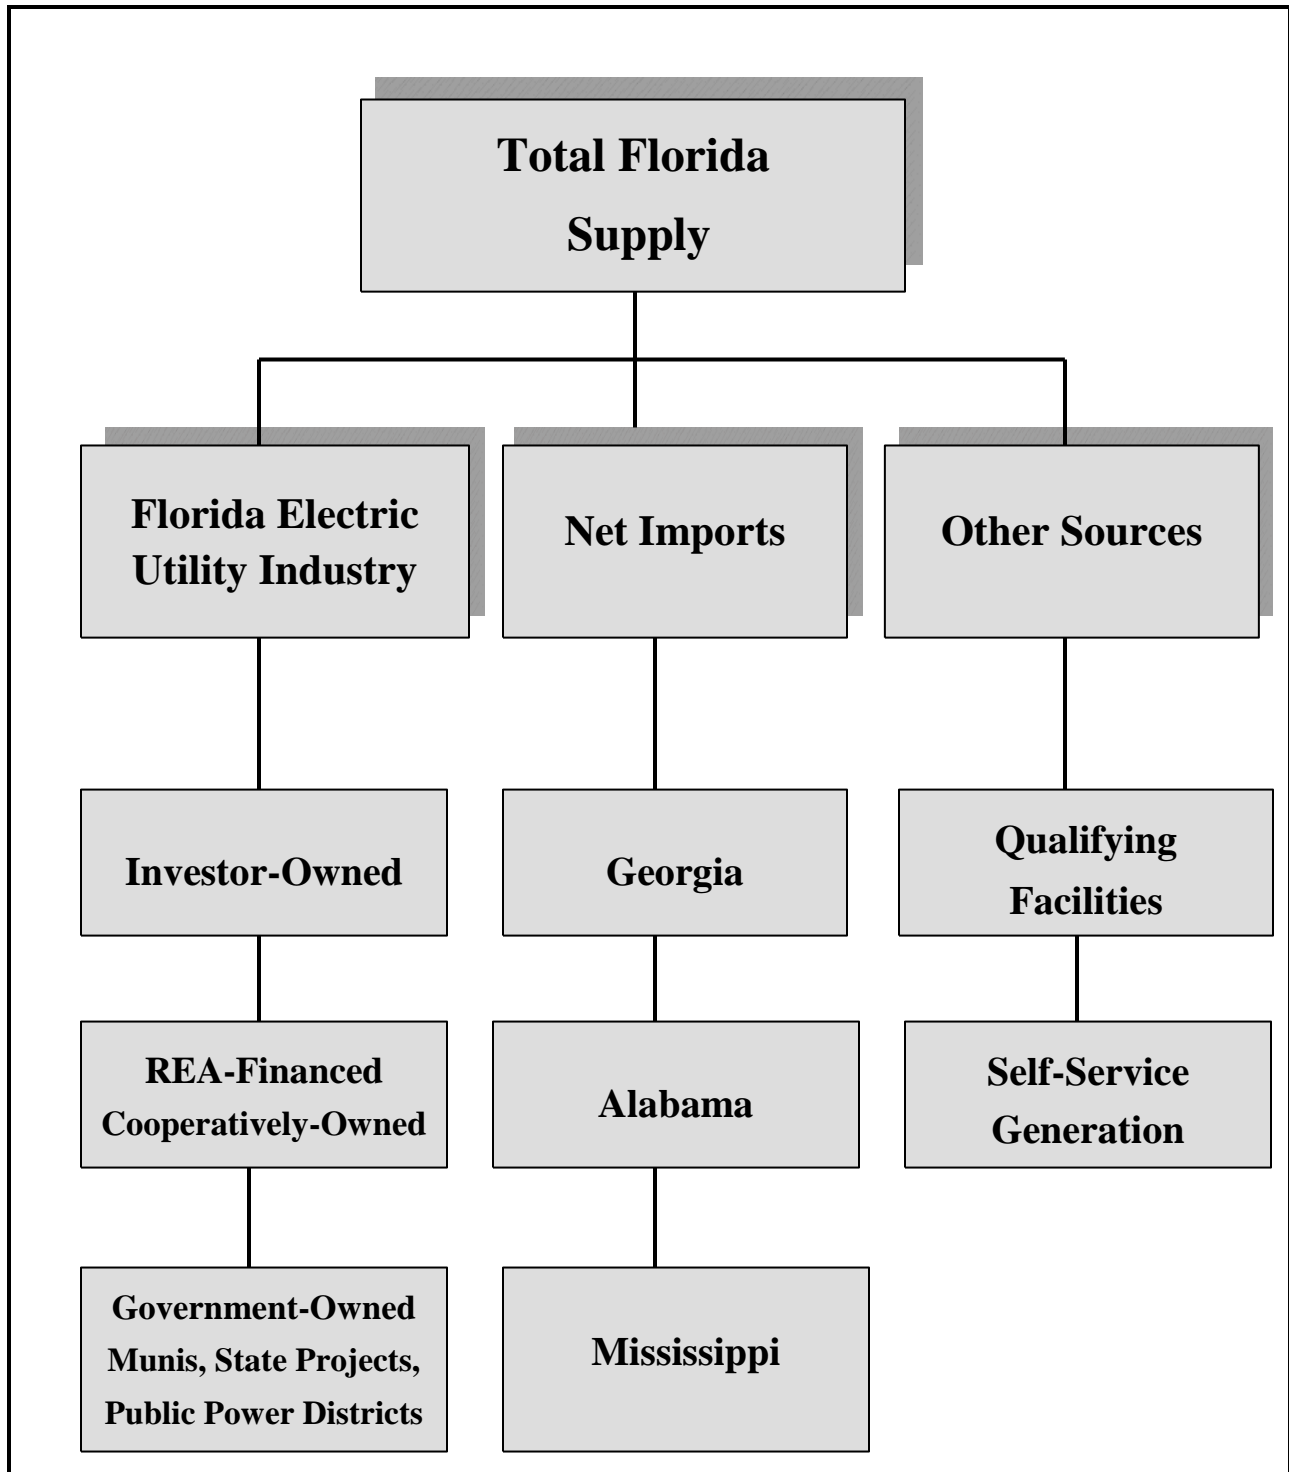 Total Florida
Supply
Florida Electric
Utility Industry
Net Imports
Other Sources
Investor-Owned
Georgia
Qualifying
Facilities
REA-Financed
Cooperatively-Owned
Alabama
Self-Service
Generation
Government-Owned
Munis, State Projects,
Public Power Districts
Mississippi